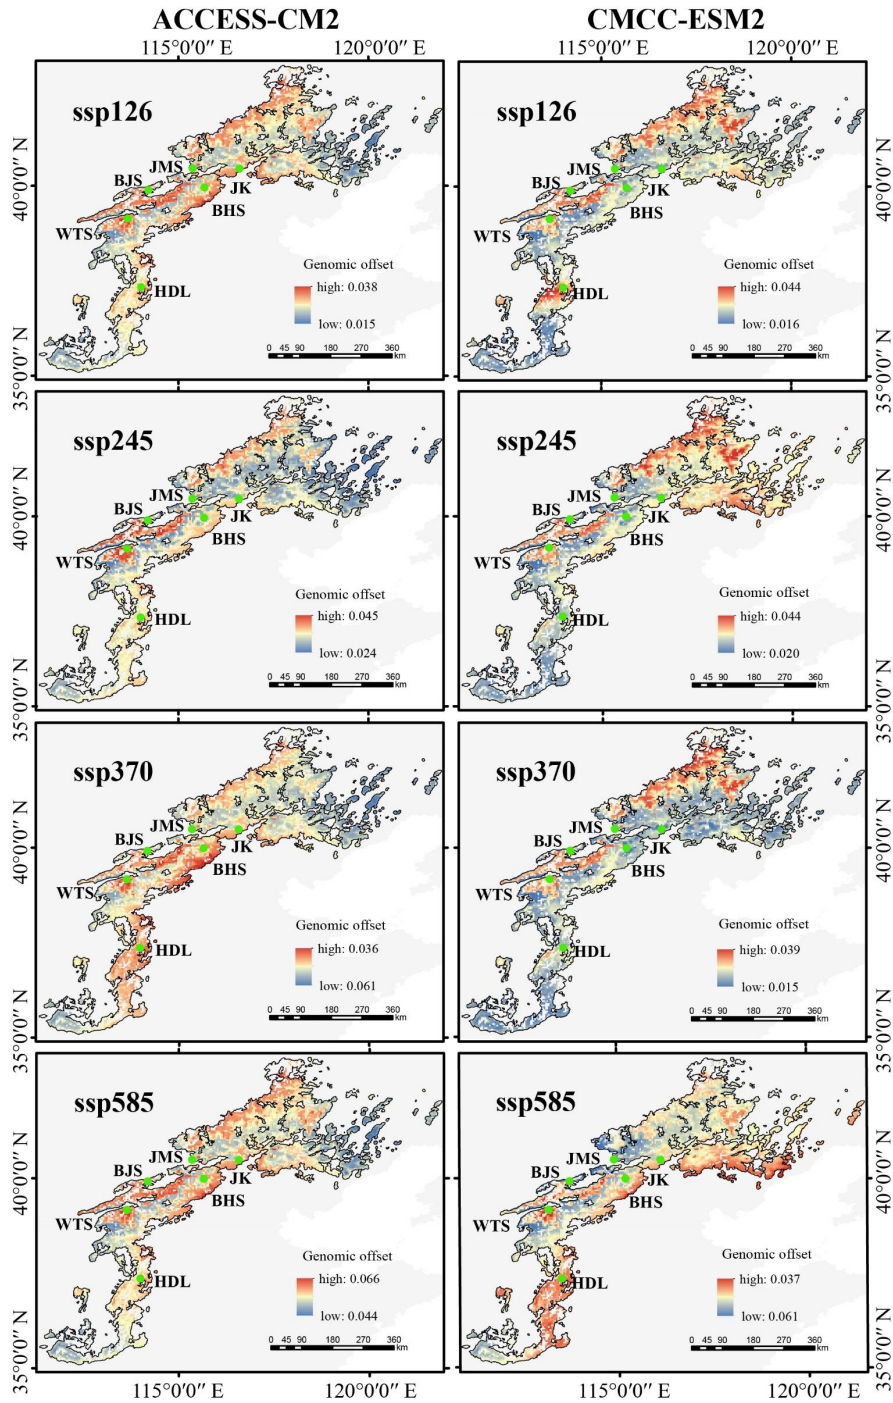 ACCESS-CM2
CMCC-ESM2
115°0′0″ E
120°0′0″ E
115°0′0″ E
120°0′0″ E
ssp126
JMS
BJS
JK
BHS
WTS
HDL
Genomic offset
high: 0.038
low: 0.015
0 45 90 180 270 360
km
40°0′0″ N
35°0′0″ N
ssp126
JMS
BJS
JK
BHS
WTS
HDL
Genomic offset
high: 0.044
low: 0.016
0 45 90 180 270 360
km
40°0′0″ N
35°0′0″ N
ssp245
JMS
BJS
JK
BHS
WTS
HDL
Genomic offset
high: 0.045
low: 0.024
0 45 90 180 270 360
km
40°0′0″ N
35°0′0″ N
ssp245
JMS
BJS
JK
BHS
WTS
HDL
Genomic offset
high: 0.044
low: 0.020
0 45 90 180 270 360
km
40°0′0″ N
35°0′0″ N
ssp370
JMS
BJS
JK
BHS
WTS
HDL
Genomic offset
high: 0.036
low: 0.061
0 45 90 180 270 360
km
40°0′0″ N
35°0′0″ N
ssp370
JMS
BJS
JK
BHS
WTS
HDL
Genomic offset
high: 0.039
low: 0.015
0 45 90 180 270 360
km
40°0′0″ N
35°0′0″ N
ssp585
JMS
BJS
JK
BHS
WTS
HDL
Genomic offset
high: 0.066
low: 0.044
0 45 90 180 270 360
km
40°0′0″ N
35°0′0″ N
ssp585
JMS
BJS
JK
BHS
WTS
HDL
Genomic offset
high: 0.037
low: 0.061
0 45 90 180 270 360
km
40°0′0″ N
35°0′0″ N
115°0′0″ E
120°0′0″ E
115°0′0″ E
120°0′0″ E